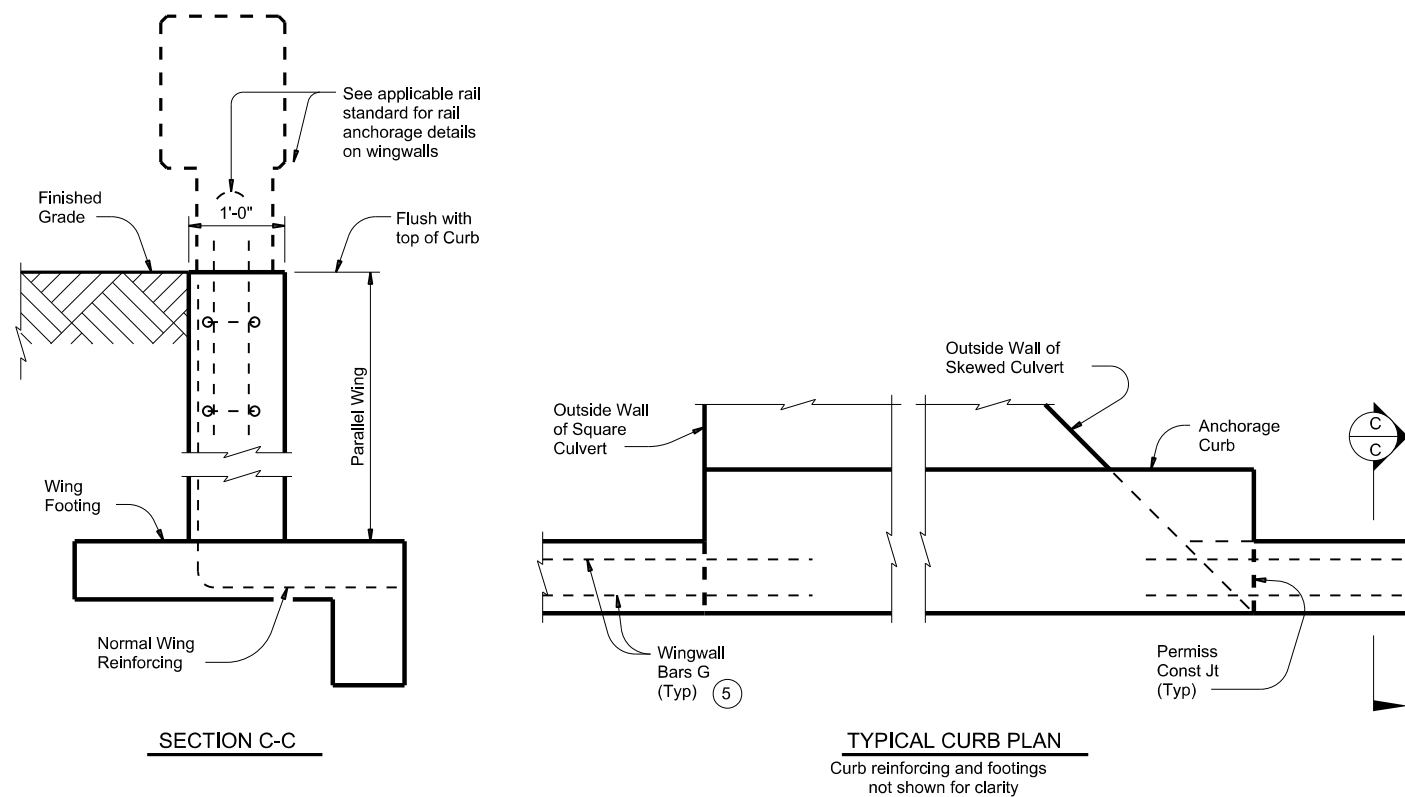 See applicable rail
standard for rail
anchorage details
on wingwalls
Finished
Grade
1'-0"
Flush with
top of Curb
Parallel Wing
Wing
Footing
Normal Wing
Reinforcing
SECTION C-C
Outside Wall of
Skewed Culvert
Outside Wall
of Square
Culvert
Anchorage
Curb
C
C
Wingwall
Bars G
(Typ) 5
Permiss
Const Jt
(Typ)
TYPICAL CURB PLAN
Curb reinforcing and footings
not shown for clarity